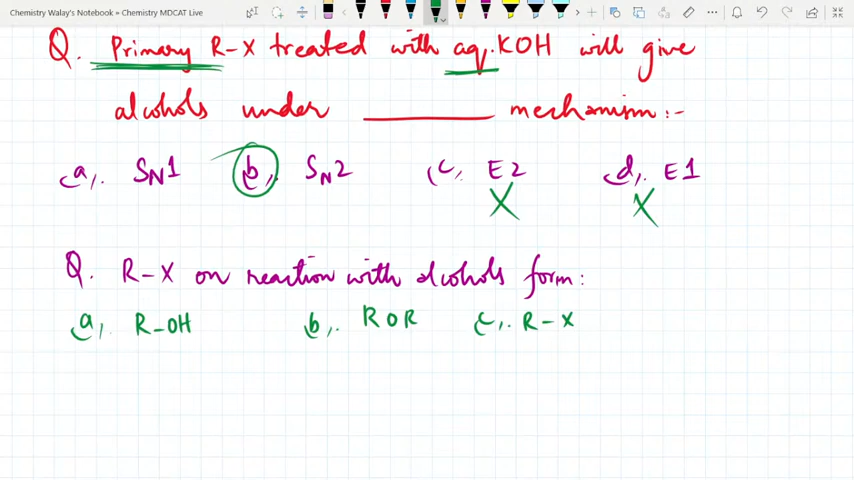 Chemistry Walay's Notebook » Chemistry MDCAT Live
Q. Primary R-X treated with aq. KOH will give
alcohols under ________ mechanism:-
a,. SN1 b,. SN2 c,. E2 d,. E1
Q. R-X on reaction with alcohols form:
a,. R-OH b,. ROR c,. R-X